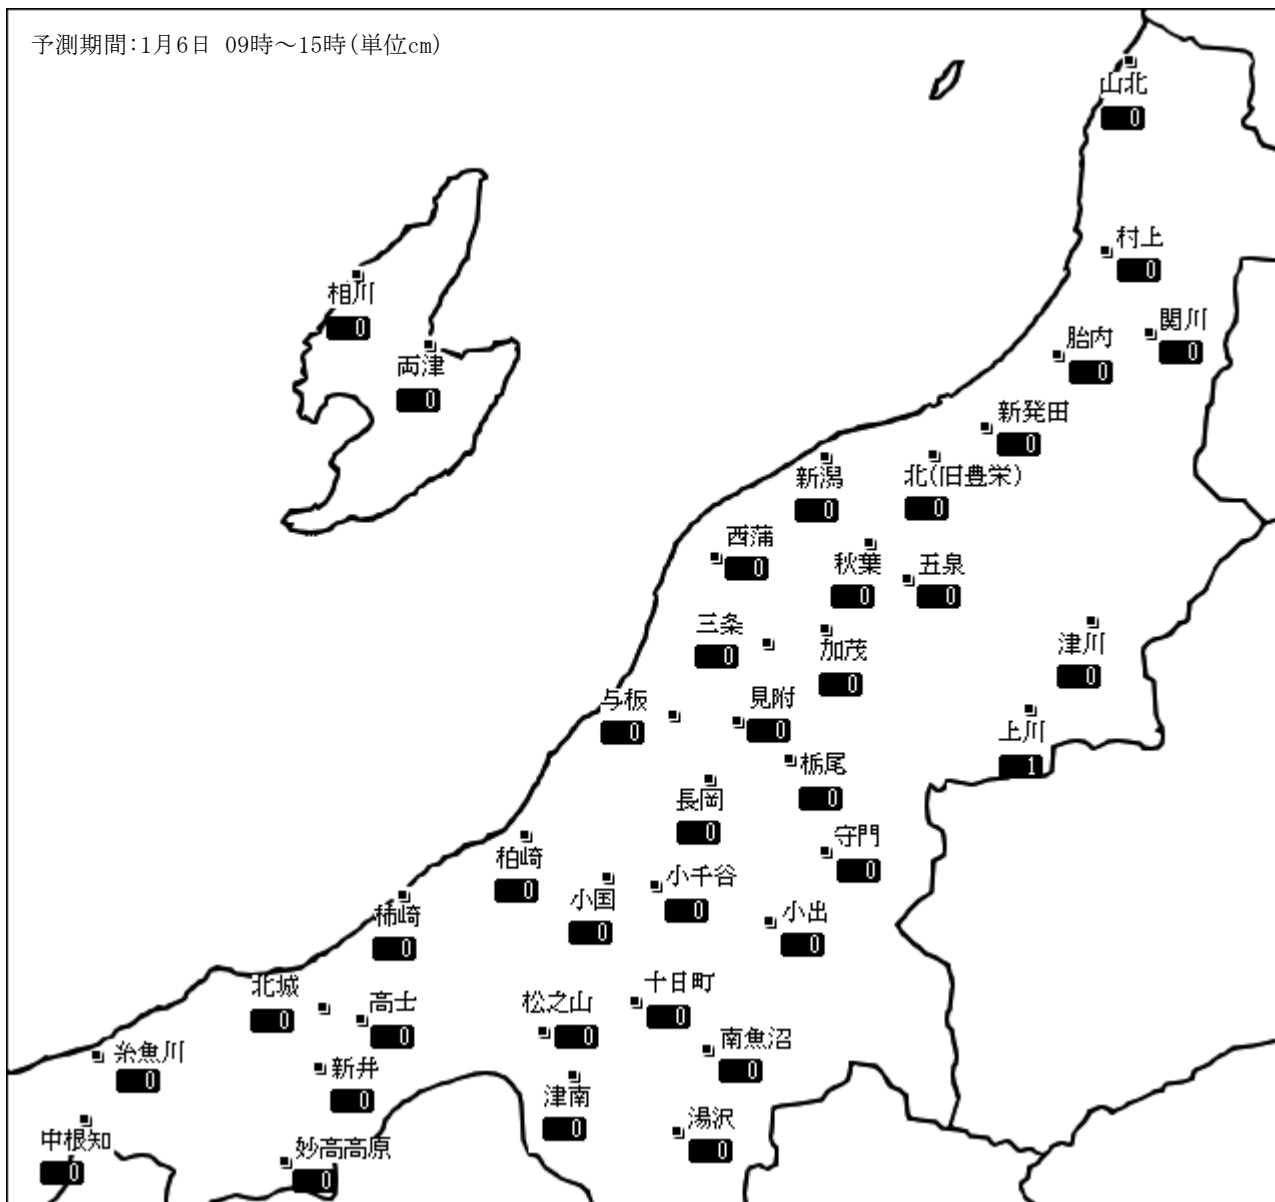 予測期間:1月6日 09時～15時(単位cm)
山北
0
村上
0
相川
0
関川
0
胎内
0
両津
0
新発田
0
新潟
0
北(旧豊栄)
0
西蒲
0
秋葉
0
五泉
0
三条
0
加茂
0
津川
0
与板
0
見附
0
上川
1
栃尾
0
長岡
0
守門
0
柏崎
0
小千谷
0
小国
0
小出
0
柿崎
0
北城
0
高士
0
松之山
0
十日町
0
南魚沼
0
糸魚川
0
新井
0
津南
0
湯沢
0
中根知
0
妙高高原
0